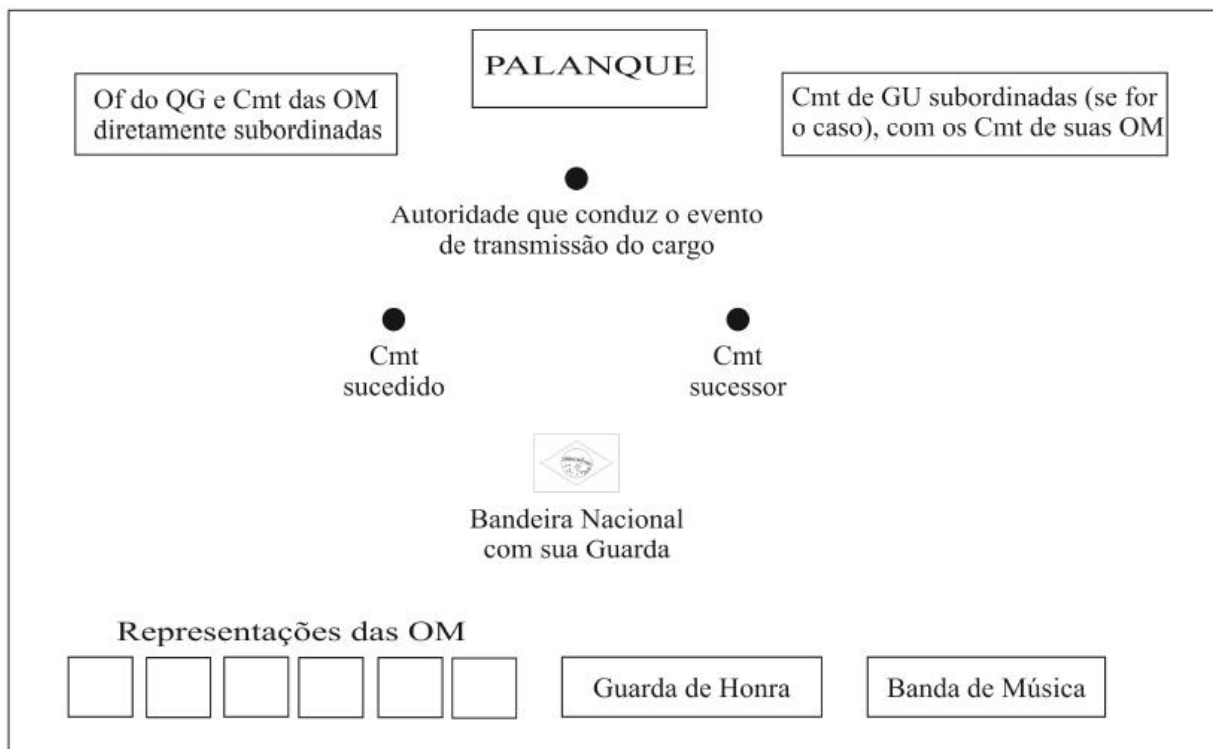 PALANQUE
Of do QG e Cmt das OM
diretamente subordinadas
Cmt de GU subordinadas (se for
o caso), com os Cmt de suas OM
Autoridade que conduz o evento
de transmissão do cargo
Cmt
sucedido
Cmt
sucessor
Bandeira Nacional
com sua Guarda
Representações das OM
Guarda de Honra
Banda de Música